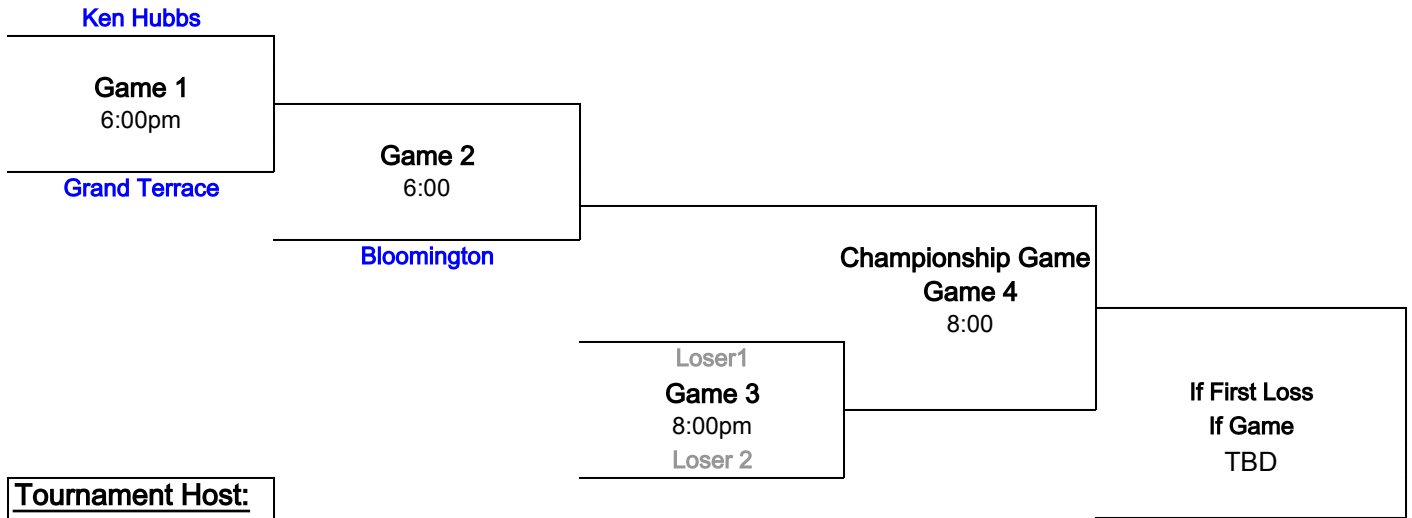 Ken Hubbs
Game 1
6:00pm
Grand Terrace
Game 2
6:00
Bloomington
Championship Game
Game 4
8:00
Loser1
Game 3
8:00pm
Loser 2
If First Loss
If Game
TBD
Tournament Host: